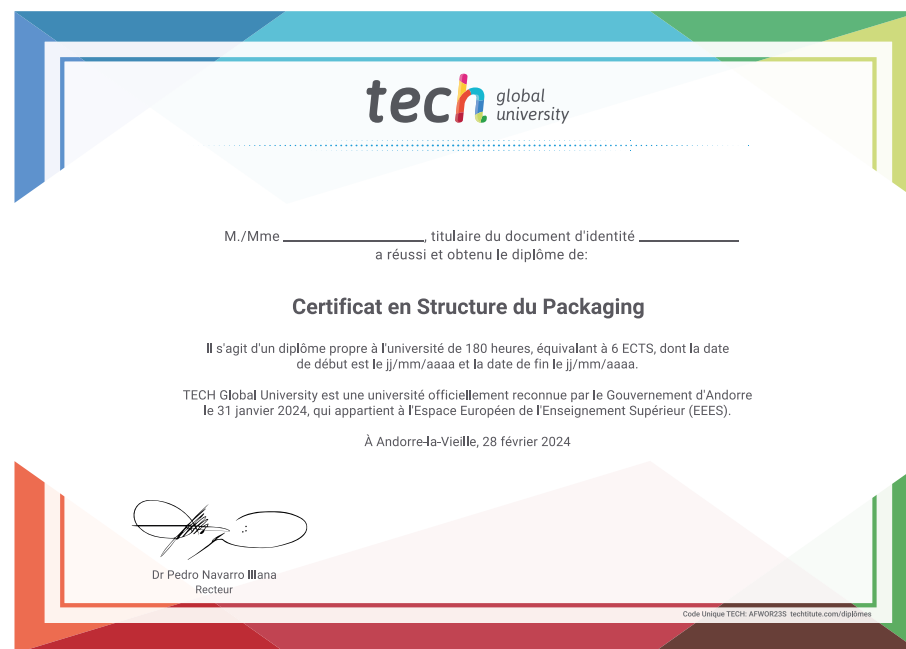 tech global university
M./Mme ____________, titulaire du document d'identité ____________
a réussi et obtenu le diplôme de:
Certificat en Structure du Packaging
Il s'agit d'un diplôme propre à l'université de 180 heures, équivalant à 6 ECTS, dont la date
de début est le jj/mm/aaaa et la date de fin le jj/mm/aaaa.
TECH Global University est une université officiellement reconnue par le Gouvernement d'Andorre
le 31 janvier 2024, qui appartient à l'Espace Européen de l'Enseignement Supérieur (EEES).
À Andorre-la-Vieille, 28 février 2024
Dr Pedro Navarro Illana
Recteur
Code Unique TECH: AFWOR23S techtitute.com/diplômes